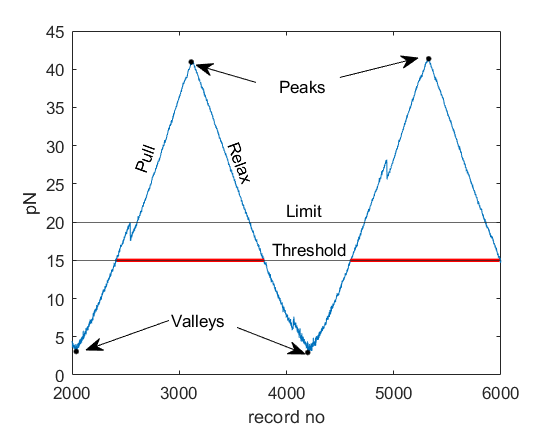 45
40
35
30
25
20
15
10
5
0
pN
Peaks
Pull
Relax
Limit
Threshold
Valleys
2000 3000 4000 5000 6000
record no